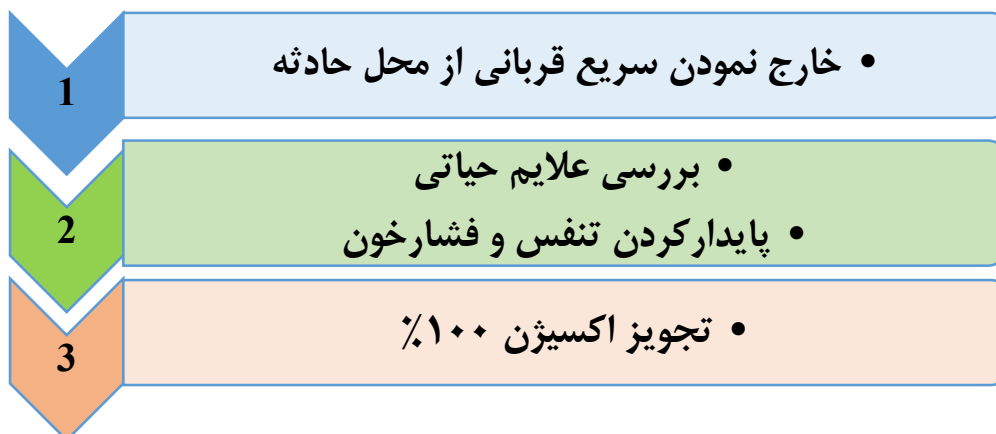 1
• خارج نمودن سریع قربانی از محل حادثه
2
• بررسی علایم حیاتی
• پایدارکردن تنفس و فشارخون
3
• تجویز اکسیژن ۱۰۰٪